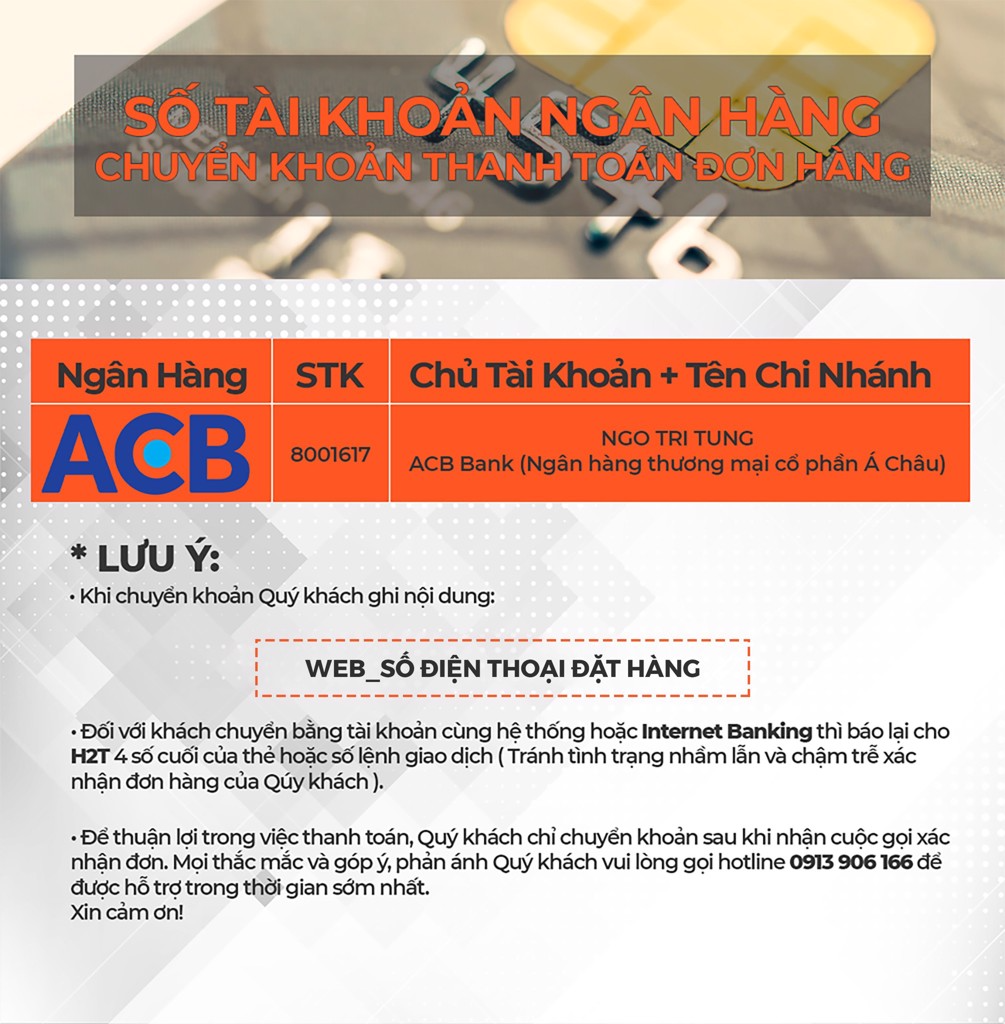 SỐ TÀI KHOẢN NGÂN HÀNG
CHUYỂN KHOẢN THANH TOÁN ĐƠN HÀNG
Ngân Hàng STK Chủ Tài Khoản + Tên Chi Nhánh
ACB 8001617 NGO TRI TUNG
ACB Bank (Ngân hàng thương mại cổ phần Á Châu)
* LƯU Ý:
• Khi chuyển khoản Quý khách ghi nội dung:
WEB_SỐ ĐIỆN THOẠI ĐẶT HÀNG
• Đối với khách chuyển bằng tài khoản cùng hệ thống hoặc Internet Banking thì báo lại cho
H2T 4 số cuối của thẻ hoặc số lệnh giao dịch ( Tránh tình trạng nhầm lẫn và chậm trễ xác
nhận đơn hàng của Qúy khách ).
• Để thuận lợi trong việc thanh toán, Quý khách chỉ chuyển khoản sau khi nhận cuộc gọi xác
nhận đơn. Mọi thắc mắc và góp ý, phản ánh Quý khách vui lòng gọi hotline 0913 906 166 để
được hỗ trợ trong thời gian sớm nhất.
Xin cảm ơn!